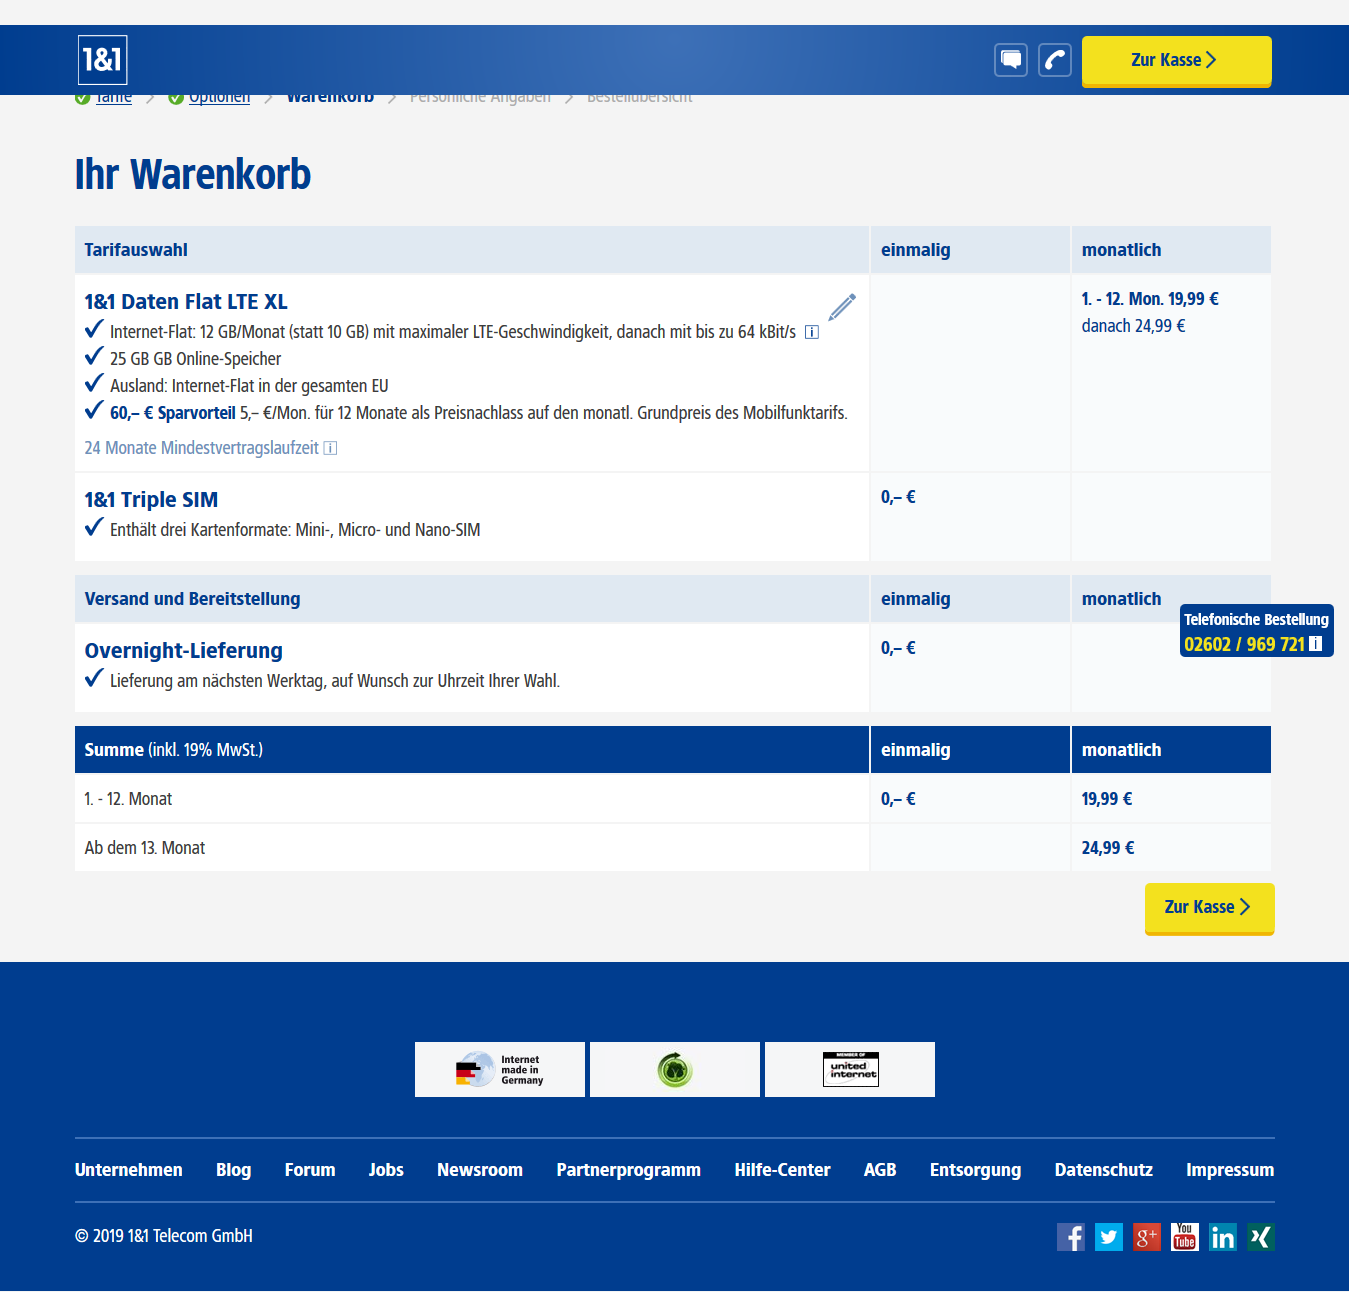 1&1
Zur Kasse
Tarife
Optionen
Warenkorb
Persönliche Angaben
Bestellübersicht
Ihr Warenkorb
Tarifauswahl
einmalig
monatlich
1&1 Daten Flat LTE XL
1. - 12. Mon. 19,99 €
danach 24,99 €
Internet-Flat: 12 GB/Monat (statt 10 GB) mit maximaler LTE-Geschwindigkeit, danach mit bis zu 64 kBit/s i
25 GB GB Online-Speicher
Ausland: Internet-Flat in der gesamten EU
60,– € Sparvorteil 5,– €/Mon. für 12 Monate als Preisnachlass auf den monatl. Grundpreis des Mobilfunktarifs.
24 Monate Mindestvertragslaufzeit i
1&1 Triple SIM
0,– €
Enthält drei Kartenformate: Mini-, Micro- und Nano-SIM
Versand und Bereitstellung
einmalig
monatlich
Telefonische Bestellung
02602 / 969 721 i
Overnight-Lieferung
0,– €
Lieferung am nächsten Werktag, auf Wunsch zur Uhrzeit Ihrer Wahl.
Summe (inkl. 19% MwSt.)
einmalig
monatlich
1. - 12. Monat
0,– €
19,99 €
Ab dem 13. Monat
24,99 €
Zur Kasse
Internet
made in
Germany
MEMBER OF
united
internet
Unternehmen
Blog
Forum
Jobs
Newsroom
Partnerprogramm
Hilfe-Center
AGB
Entsorgung
Datenschutz
Impressum
© 2019 1&1 Telecom GmbH
f
g+
You
Tube
in